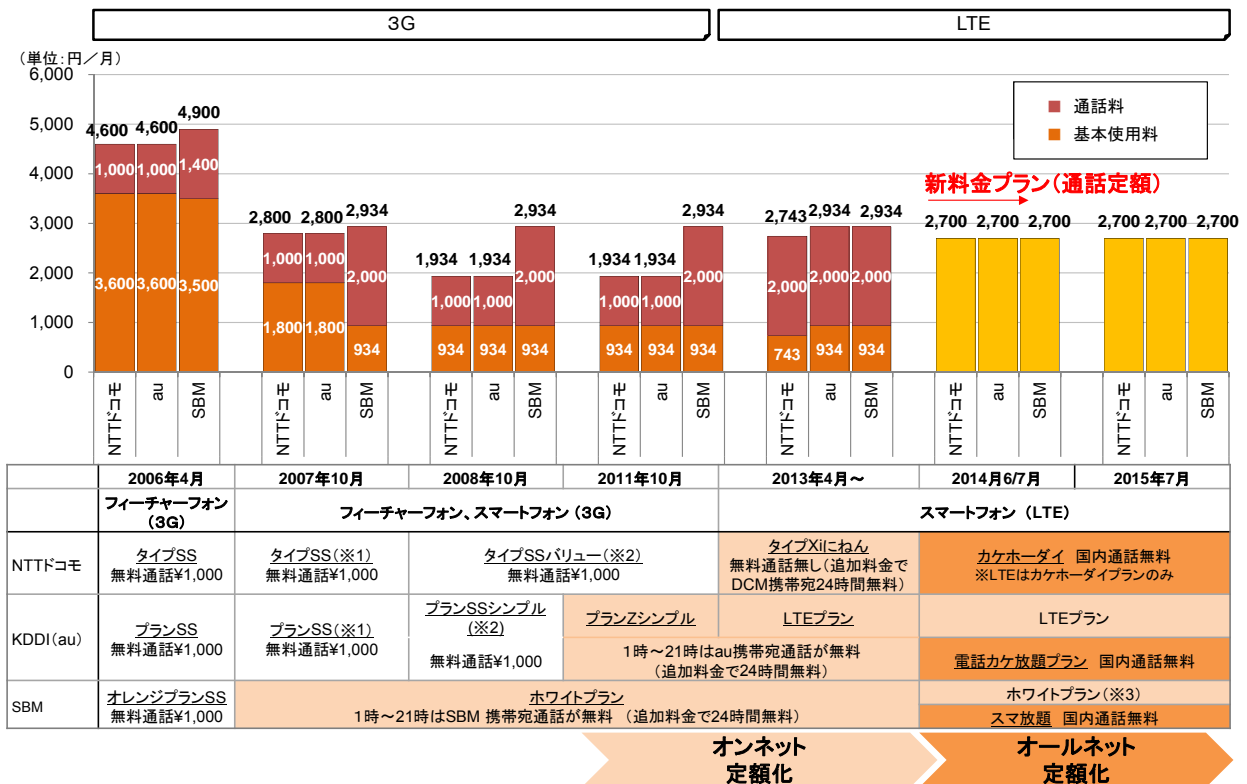 3G
LTE
（単位：円／月）
6,000
5,000
4,000
3,000
2,000
1,000
0
通話料
基本使用料
新料金プラン（通話定額）
4,600 4,600 4,900
1,000 1,000 1,400
3,600 3,600 3,500
2,800 2,800 2,934
1,000 1,000 2,000
1,800 1,800 934
1,934 1,934 2,934
1,000 1,000 2,000
934 934 934
1,934 1,934 2,934
1,000 1,000 2,000
934 934 934
2,743 2,934 2,934
2,000 2,000 2,000
743 934 934
2,700 2,700 2,700
2,700 2,700 2,700
NTTドコモ au SBM
NTTドコモ au SBM
NTTドコモ au SBM
NTTドコモ au SBM
NTTドコモ au SBM
NTTドコモ au SBM
NTTドコモ au SBM
2006年4月 2007年10月 2008年10月 2011年10月 2013年4月～ 2014月6/7月 2015年7月
フィーチャーフォン
（3G）
フィーチャーフォン、スマートフォン（3G）
スマートフォン（LTE）
NTTドコモ
タイプSS
無料通話¥1,000
タイプSS（※1）
無料通話¥1,000
タイプSSバリュー（※2）
無料通話¥1,000
タイプXiにねん
無料通話無し（追加料金で
DCM携帯宛24時間無料）
カケホーダイ 国内通話無料
※LTEはカケホーダイプランのみ
KDDI（au）
プランSS
無料通話¥1,000
プランSS（※1）
無料通話¥1,000
プランSSシンプル
（※2）
無料通話¥1,000
プランZシンプル
LTEプラン
1時～21時はau携帯宛通話が無料
（追加料金で24時間無料）
LTEプラン
電話カケ放題プラン 国内通話無料
SBM
オレンジプランSS
無料通話¥1,000
ホワイトプラン
1時～21時はSBM 携帯宛通話が無料 （追加料金で24時間無料）
ホワイトプラン（※3）
スマ放題 国内通話無料
オンネット
定額化
オールネット
定額化